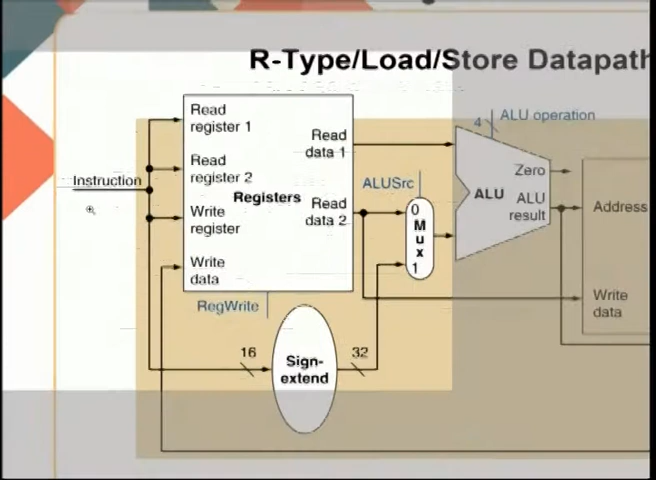 R-Type/Load/Store Datapath
4
ALU operation
Read
register 1
Read
data 1
Read
register 2
Instruction
Registers
ALUSrc
Zero
ALU
ALU
result
Read
data 2
0
M
u
x
1
Write
register
Address
Write
data
RegWrite
Write
data
16
Sign-
extend
32